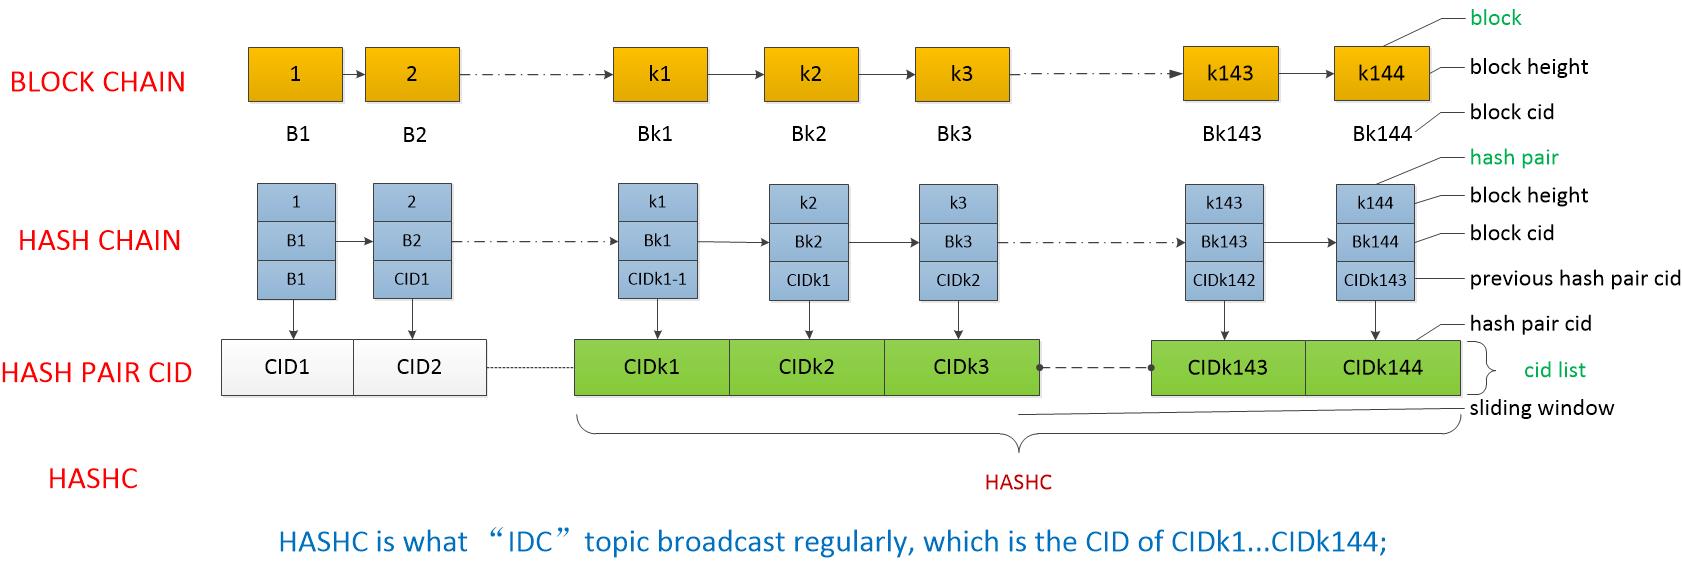 block
BLOCK CHAIN
1
2
k1
k2
k3
k143
k144
block height
B1
B2
Bk1
Bk2
Bk3
Bk143
Bk144
block cid
hash pair
HASH CHAIN
1
2
k1
k2
k3
k143
k144
block height
B1
B2
Bk1
Bk2
Bk3
Bk143
Bk144
block cid
B1
CID1
CIDk1-1
CIDk1
CIDk2
CIDk142
CIDk143
previous hash pair cid
hash pair cid
HASH PAIR CID
CID1
CID2
CIDk1
CIDk2
CIDk3
CIDk143
CIDk144
cid list
sliding window
HASHC
HASHC
HASHC is what “IDC” topic broadcast regularly, which is the CID of CIDk1...CIDk144;